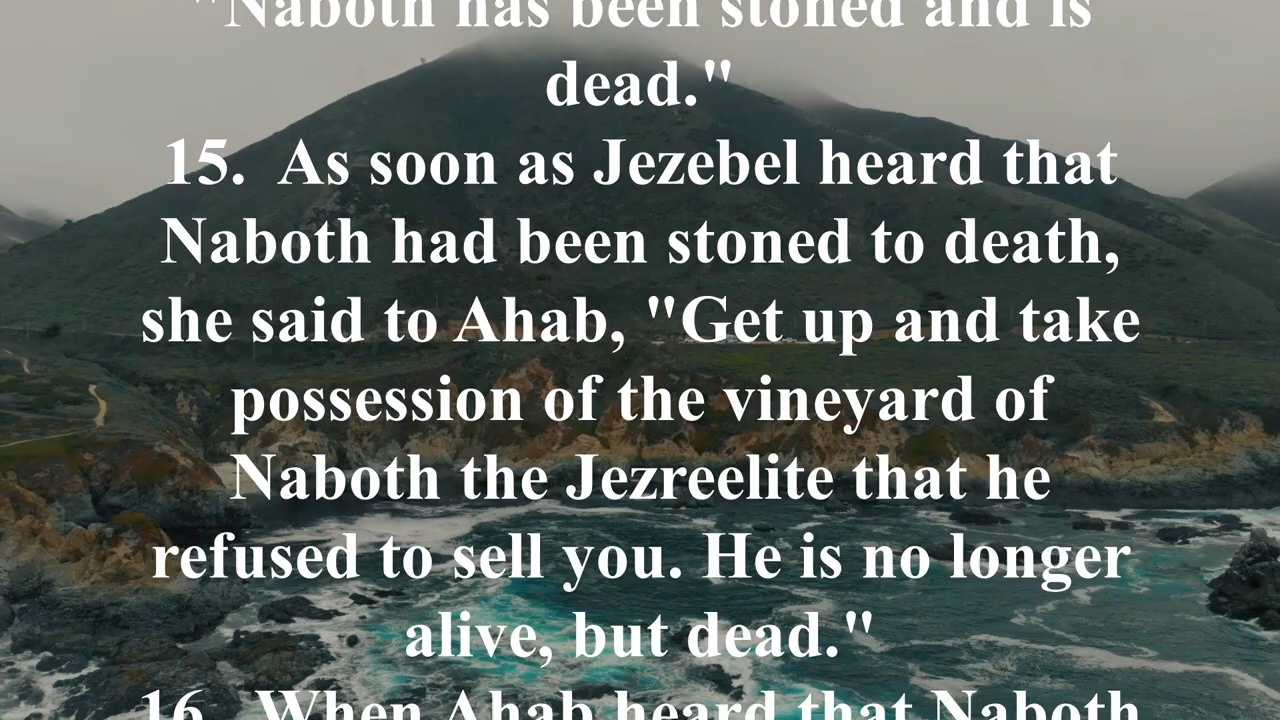 "Naboth has been stoned and is
dead."
15.  As soon as Jezebel heard that
Naboth had been stoned to death,
she said to Ahab, "Get up and take
possession of the vineyard of
Naboth the Jezreelite that he
refused to sell you. He is no longer
alive, but dead."
16.  When Ahab heard that Naboth